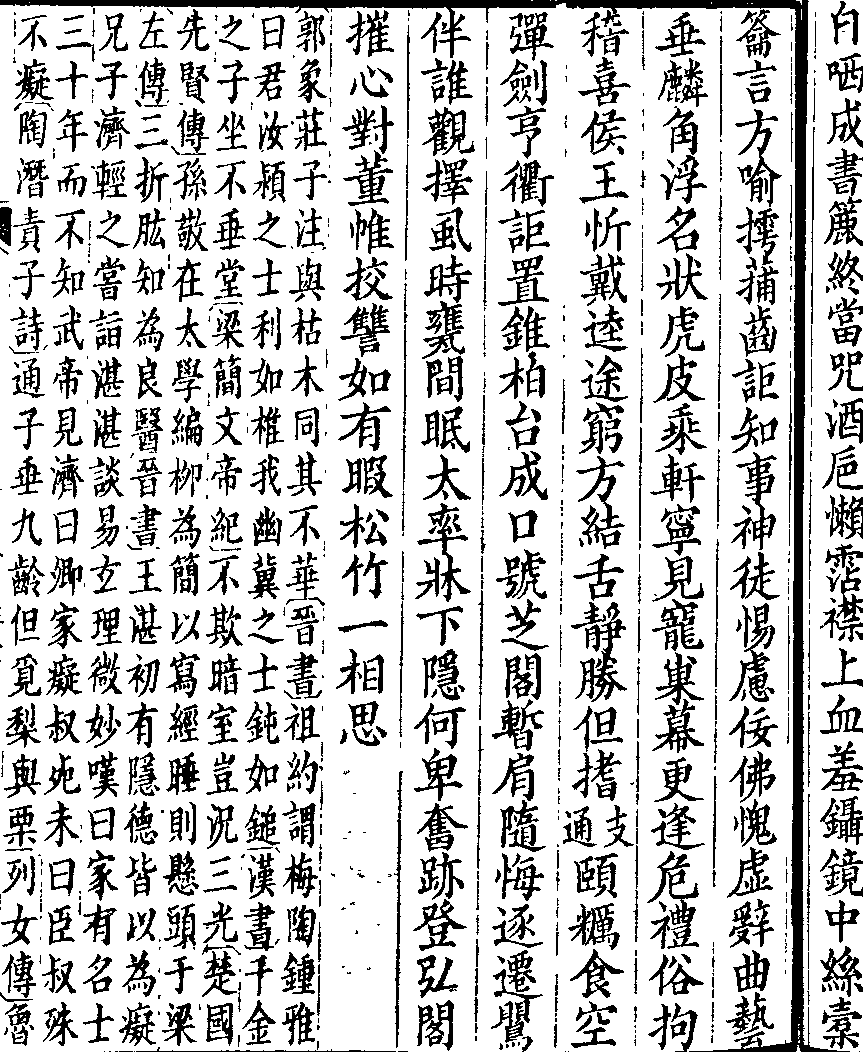 白哂成書簏終當咒酒巵懶霑襟上血羞鑷鏡中絲橐
籥言方喻摴蒱齒詎知事神徒惕慮佞佛愧虛辭曲藝
垂麟角浮名狀虎皮乘軒寧見寵巢幕更逢危禮俗拘
稽喜侯王忻戴逵途窮方結舌靜勝但搘支通頤糲食空
彈劍亨衢詎置錐柏台成口號芝閣暫肩隨悔逐遷鸎
伴誰觀擇虱時甕間眠太率牀下隱何卑奮跡登弘閣
摧心對董帷校讐如有暇松竹一相思
郭象莊子注與枯木同其不華晉書祖約謂梅陶鍾雅
曰君汝潁之士利如椎我幽冀之士鈍如鎚漢書千金
之子坐不垂堂梁簡文帝紀不欺暗室豈況三光楚國
先賢傳孫敬在太學編柳為簡以寫經睡則懸頭于梁
左傳三折肱知為良醫晉書王湛初有隱德皆以為癡
兄子濟輕之嘗詣湛湛談易玄理微妙嘆曰家有名士
三十年而不知武帝見濟曰卿家癡叔死未曰臣叔殊
不癡陶潛責子詩通子垂九齡但覓梨與栗列女傳魯